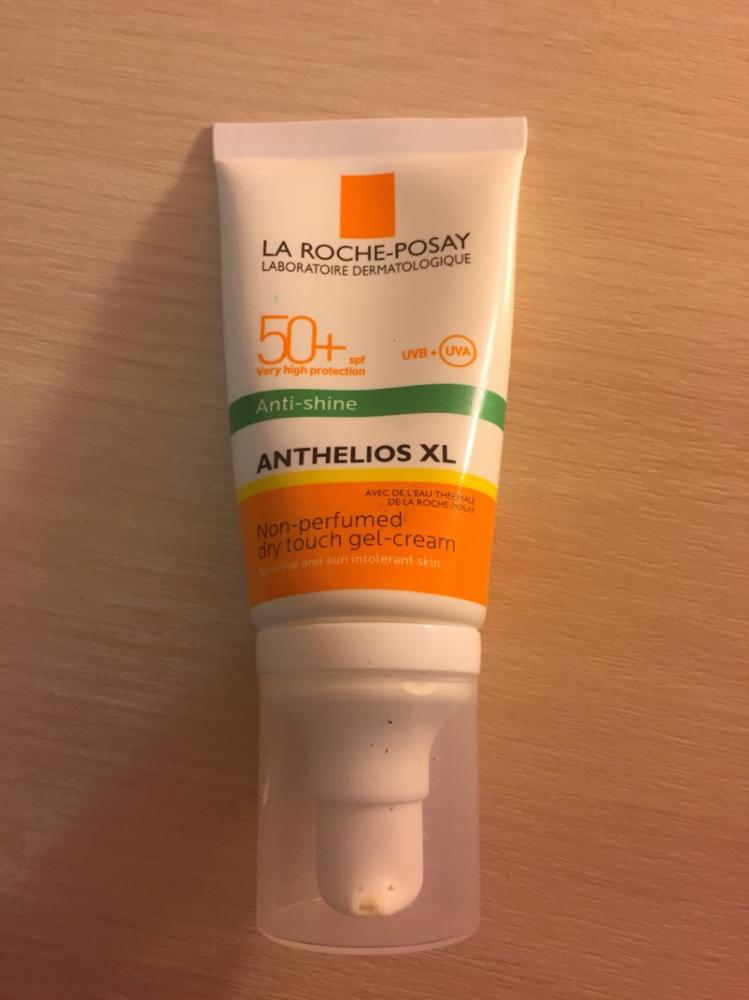 LA ROCHE-POSAY
LABORATOIRE DERMATOLOGIQUE
50+ spf UVB + UVA
Very high protection
Anti-shine
ANTHELIOS XL
AVEC DE L'EAU THERMALE
DE LA ROCHE-POSAY
Non-perfumed
dry touch gel-cream
Sensitive and sun intolerant skin